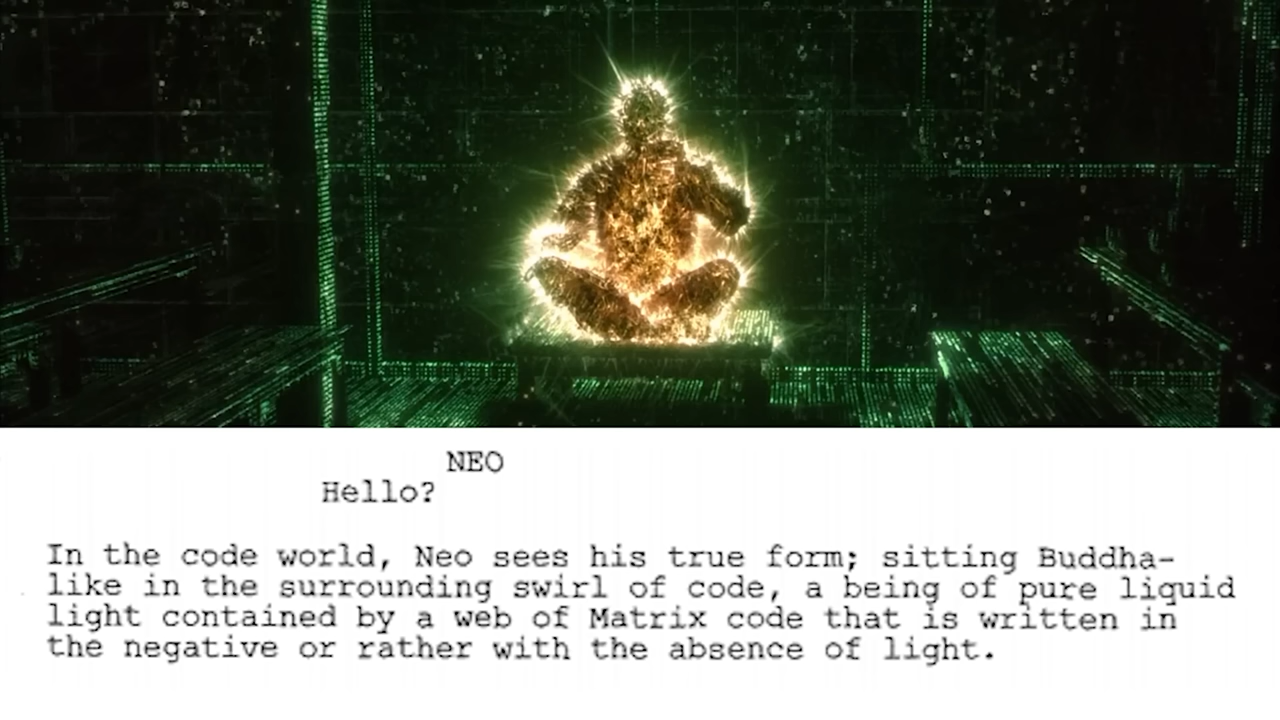 NEO
Hello?
In the code world, Neo sees his true form; sitting Buddha-
like in the surrounding swirl of code, a being of pure liquid
light contained by a web of Matrix code that is written in
the negative or rather with the absence of light.